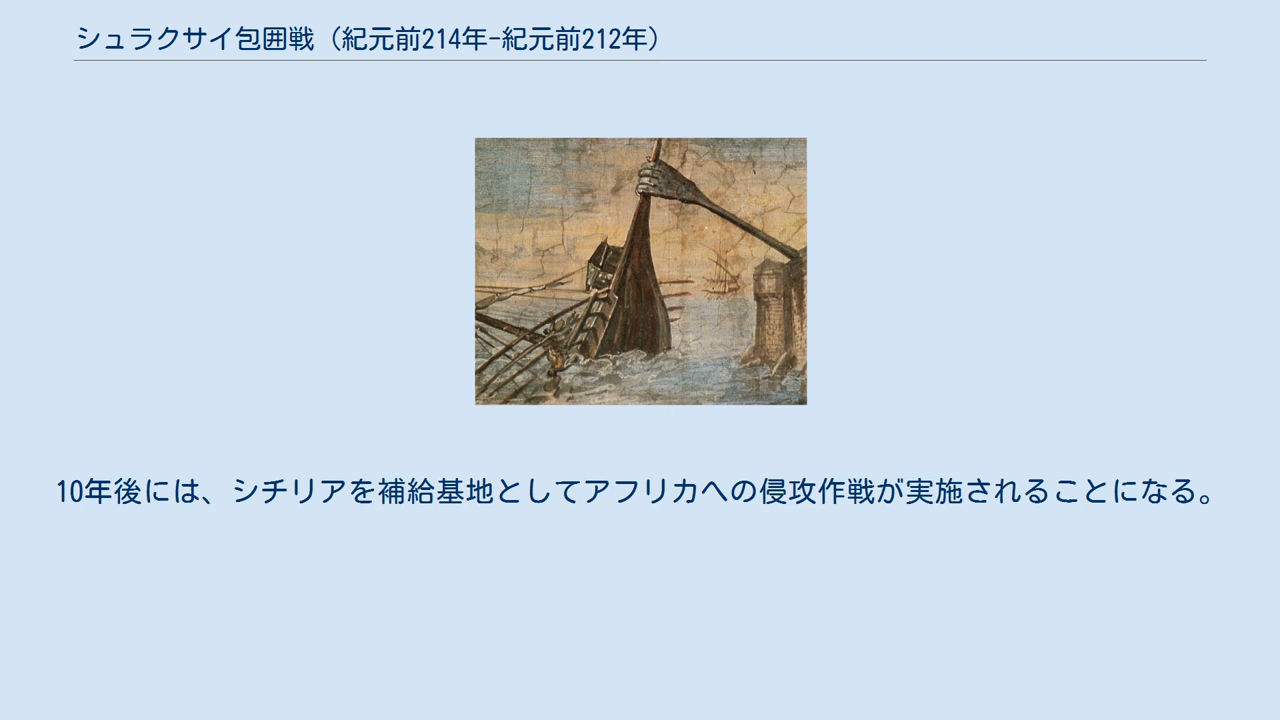 シュラクサイ包囲戦（紀元前214年-紀元前212年）
10年後には、シチリアを補給基地としてアフリカへの侵攻作戦が実施されることになる。